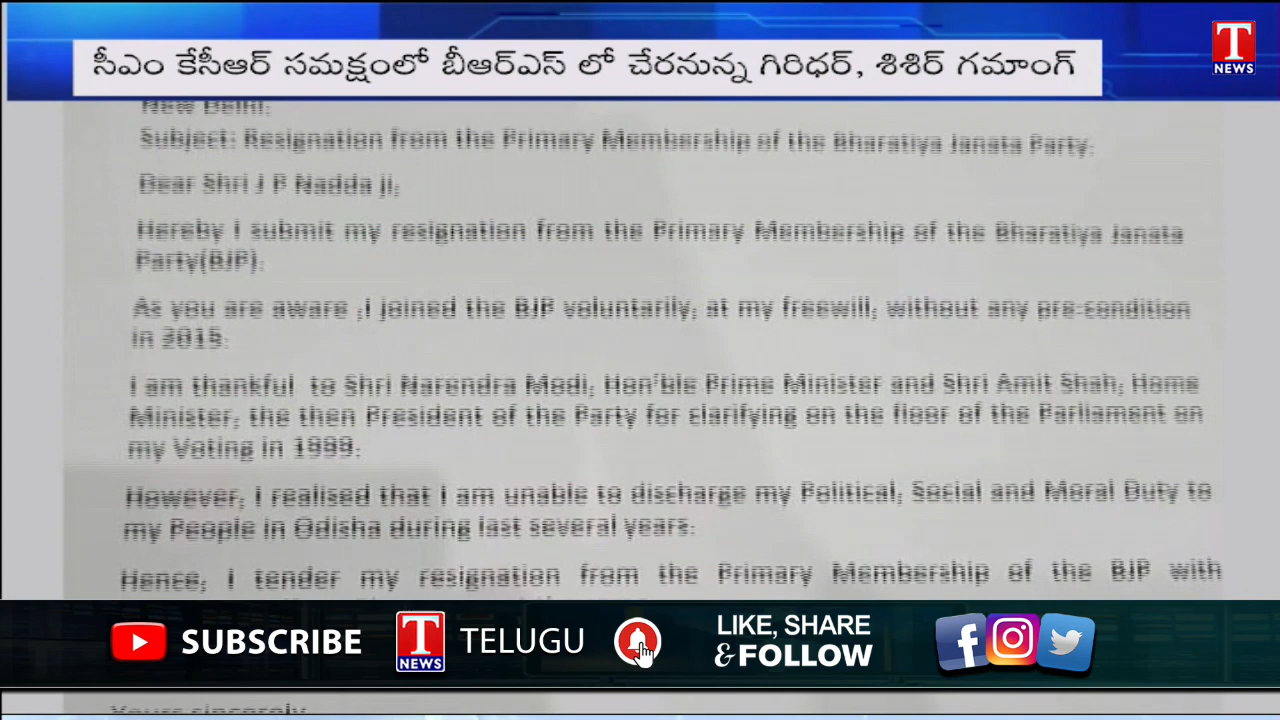 సీఎం కేసీఆర్ సమక్షంలో బీఆర్ఎస్ లో చేరనున్న గిరిధర్, శిశిర్ గమాంగ్
T
NEWS
New Delhi.
Subject: Resignation from the Primary Membership of the Bharatiya Janata Party.
Dear Shri J P Nadda ji,
Hereby I submit my resignation from the Primary Membership of the Bharatiya Janata
Party(BJP).
As you are aware ,I joined the BJP voluntarily, at my freewill, without any pre-condition
in 2015.
I am thankful to Shri Narendra Modi, Hon'ble Prime Minister and Shri Amit Shah, Home
Minister, the then President of the Party for clarifying on the floor of the Parliament on
my Voting in 1999.
However, I realised that I am unable to discharge my Political, Social and Moral Duty to
my People in Odisha during last several years.
Hence, I tender my resignation from the Primary Membership of the BJP with
SUBSCRIBE
T
NEWS
TELUGU
LIKE, SHARE
& FOLLOW
Yours sincerely